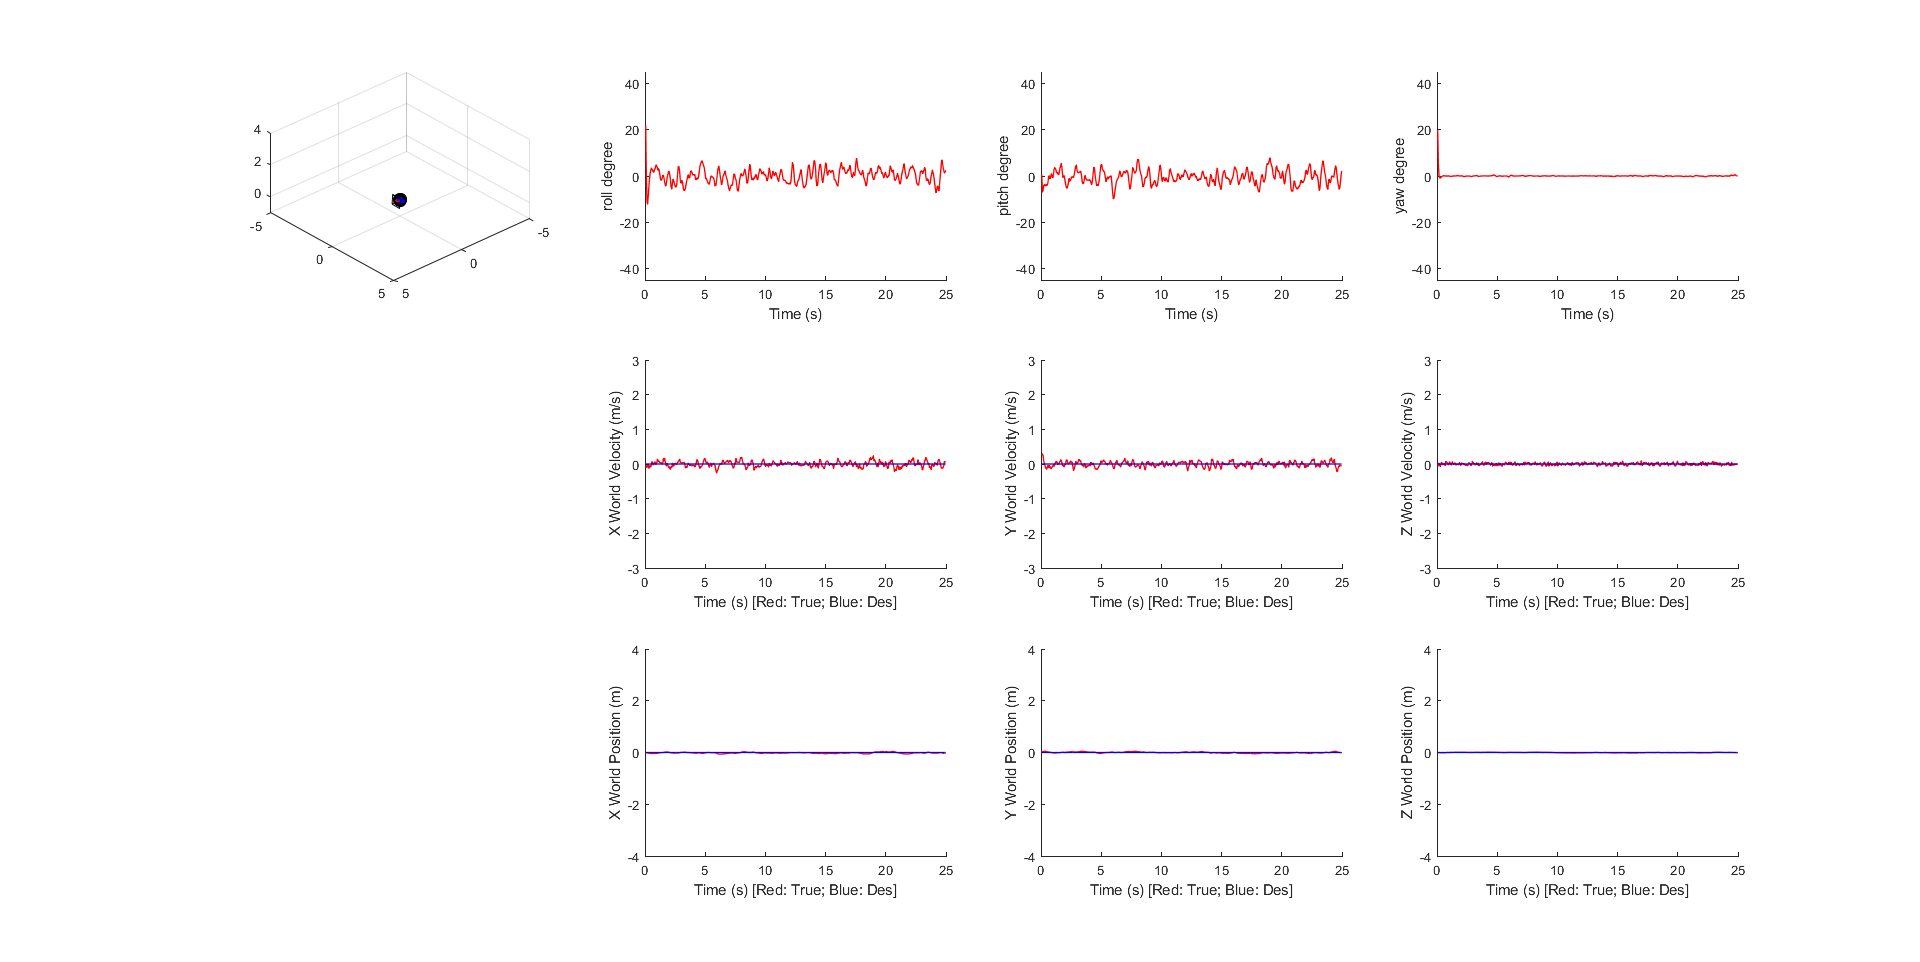 4
2
0
-5
0
5
5
0
-5
roll degree
40
20
0
-20
-40
0 5 10 15 20 25
Time (s)
pitch degree
40
20
0
-20
-40
0 5 10 15 20 25
Time (s)
yaw degree
40
20
0
-20
-40
0 5 10 15 20 25
Time (s)
X World Velocity (m/s)
3
2
1
0
-1
-2
-3
0 5 10 15 20 25
Time (s) [Red: True; Blue: Des]
Y World Velocity (m/s)
3
2
1
0
-1
-2
-3
0 5 10 15 20 25
Time (s) [Red: True; Blue: Des]
Z World Velocity (m/s)
3
2
1
0
-1
-2
-3
0 5 10 15 20 25
Time (s) [Red: True; Blue: Des]
X World Position (m)
4
2
0
-2
-4
0 5 10 15 20 25
Time (s) [Red: True; Blue: Des]
Y World Position (m)
4
2
0
-2
-4
0 5 10 15 20 25
Time (s) [Red: True; Blue: Des]
Z World Position (m)
4
2
0
-2
-4
0 5 10 15 20 25
Time (s) [Red: True; Blue: Des]